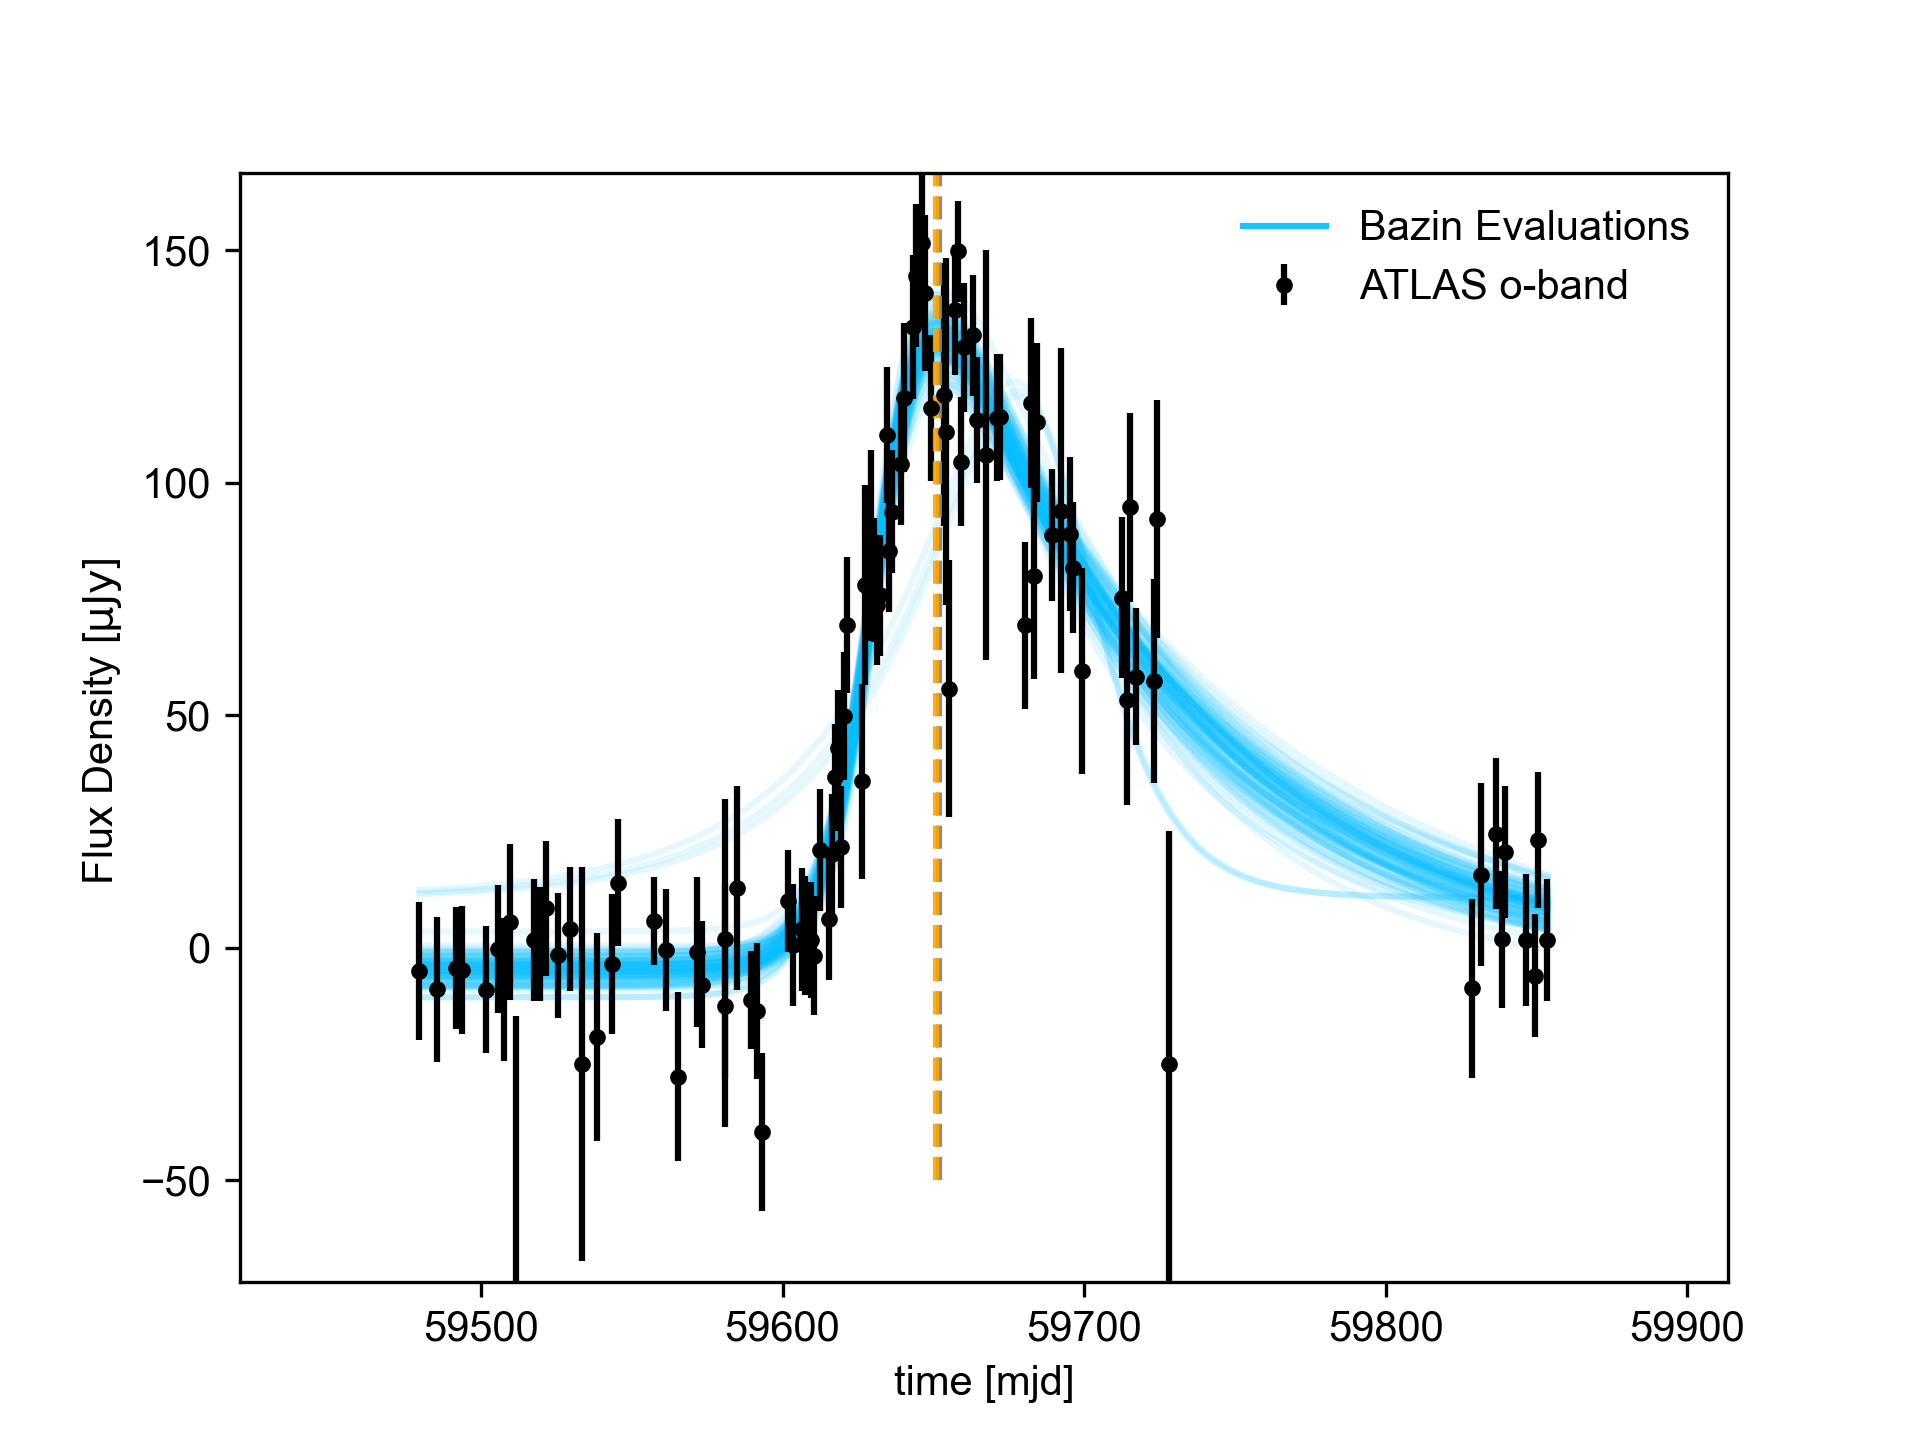 Bazin Evaluations
ATLAS o-band
150
100
50
0
−50
Flux Density [µJy]
59500
59600
59700
59800
59900
time [mjd]